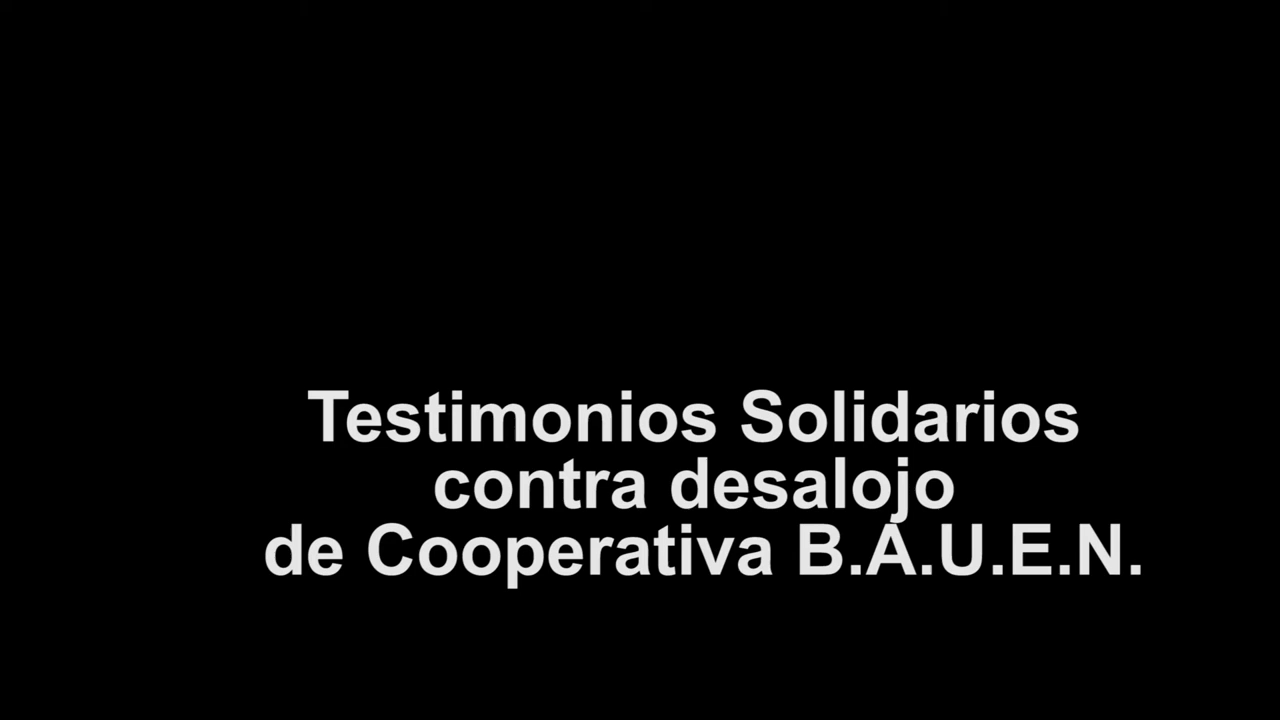 Testimonios Solidarios
contra desalojo
de Cooperativa B.A.U.E.N.